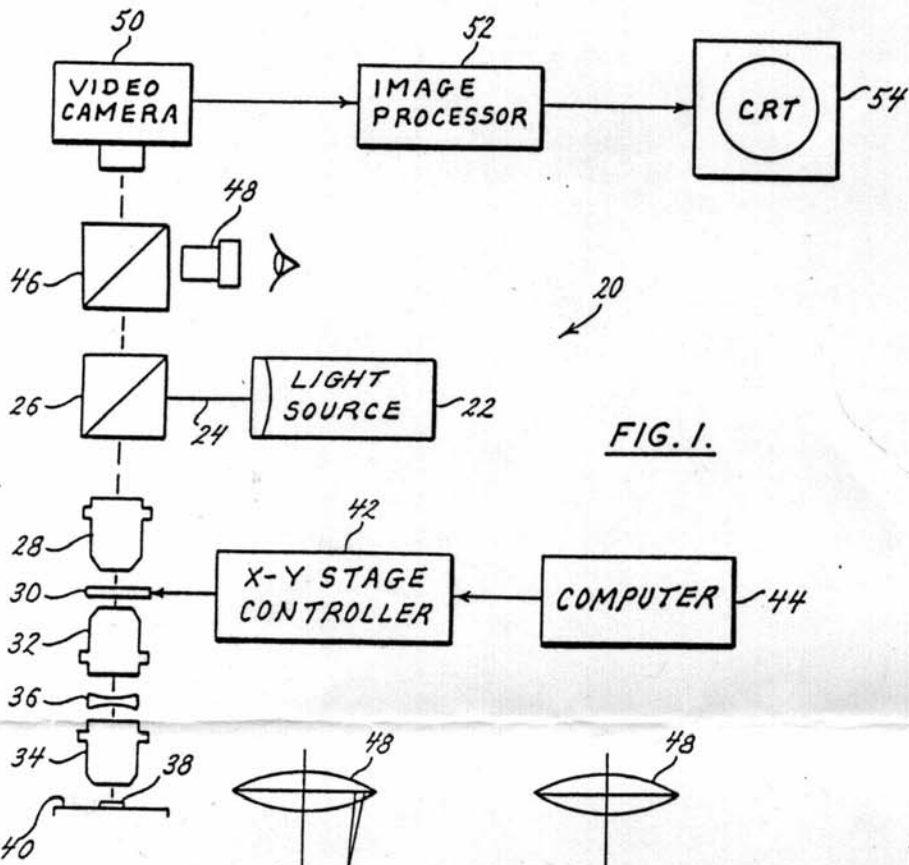 50
52
VIDEO
CAMERA
IMAGE
PROCESSOR
CRT
54
48
46
20
26
LIGHT
SOURCE
24
22
FIG. 1.
28
42
30
X-Y STAGE
CONTROLLER
COMPUTER
44
32
36
34
38
40
48
48